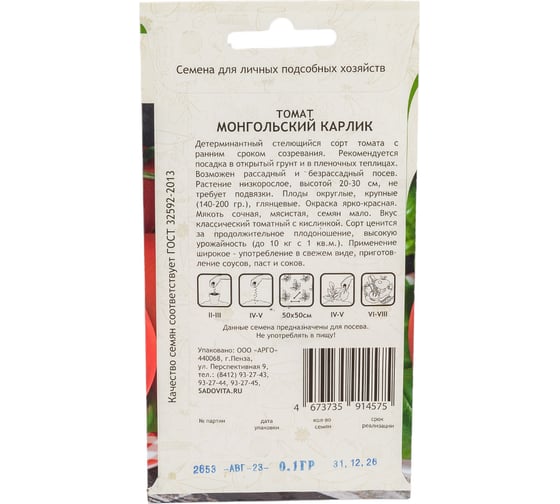 Семена для личных подсобных хозяйств
ТОМАТ
МОНГОЛЬСКИЙ КАРЛИК
Детерминантный стелющийся сорт томата с
ранним сроком созревания. Рекомендуется
посадка в открытый грунт и в пленочных теплицах.
Возможен рассадный и безрассадный посев.
Растение низкорослое, высотой 20-30 см, не
требует подвязки. Плоды округлые, крупные
(140-200 гр.), глянцевые. Окраска ярко-красная.
Мякоть сочная, мясистая, семян мало. Вкус
классический томатный с кислинкой. Сорт ценится
за продолжительное плодоношение, высокую
урожайность (до 10 кг с 1 кв.м.). Применение
широкое - употребление в свежем виде, приготов-
ление соусов, паст и соков.
II-III IV-V 50х50см IV-V VI-VIII
Данные семена предназначены для посева.
Не употреблять в пищу!
Упаковано: ООО «АРГО»
440068, г.Пенза,
ул. Перспективная 9,
тел.: (8412) 93-27-43,
93-27-44, 93-27-45,
SADOVITA.RU
4 673735 914575
№ партии дата упаковки кол во семян срок реализации
2653 -АВГ-23- 0.1ГР 31.12.26
Качество семян соответствует ГОСТ 32592-2013